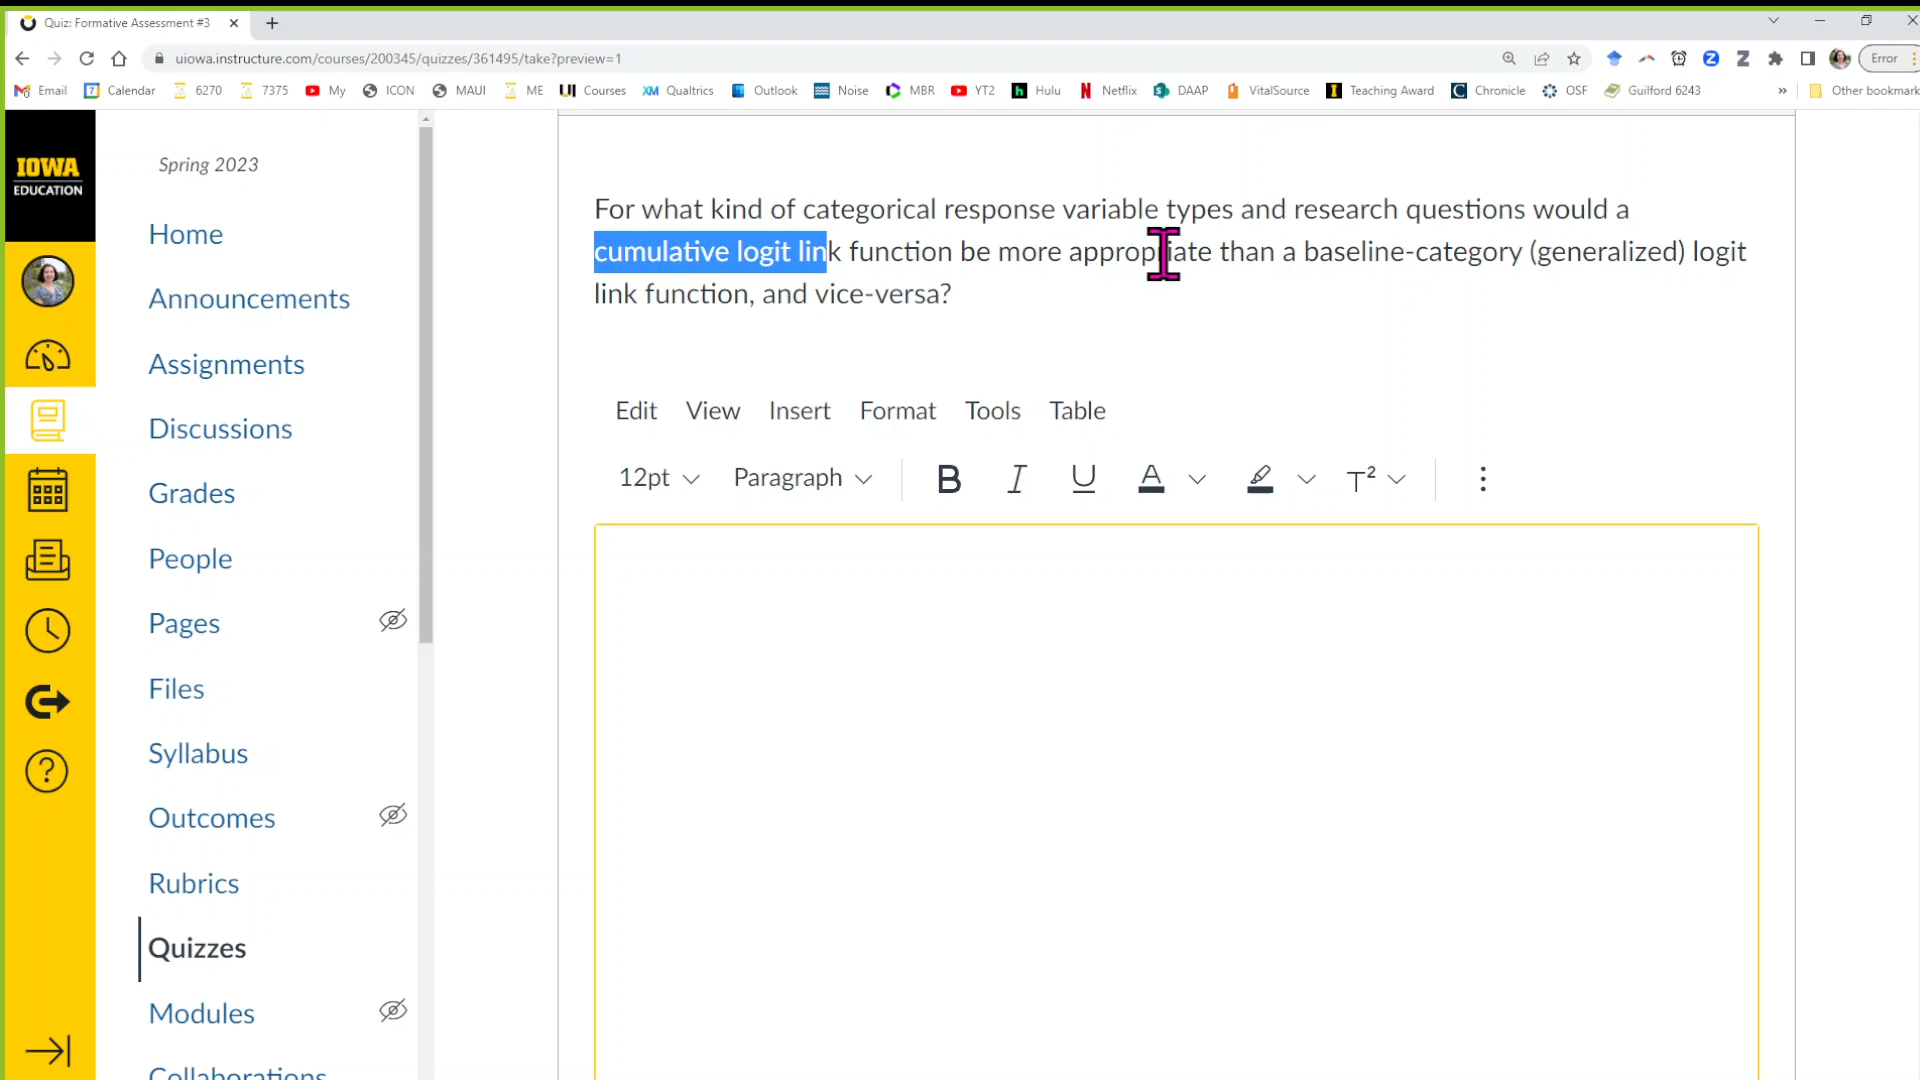 Quiz: Formative Assessment #3
uiowa.instructure.com/courses/200345/quizzes/361495/take?preview=1
Error
Email
Calendar
6270
7375
My
ICON
MAUI
ME
Courses
Qualtrics
Outlook
Noise
MBR
YT2
Hulu
Netflix
DAAP
VitalSource
Teaching Award
Chronicle
OSF
Guilford 6243
»
Other bookmark
IOWA
EDUCATION
Spring 2023
Home
Announcements
Assignments
Discussions
Grades
People
Pages
Files
Syllabus
Outcomes
Rubrics
Quizzes
Modules
Collaborations
For what kind of categorical response variable types and research questions would a
cumulative logit link function be more appropriate than a baseline-category (generalized) logit
link function, and vice-versa?
Edit View Insert Format Tools Table
12pt Paragraph B I U A T²